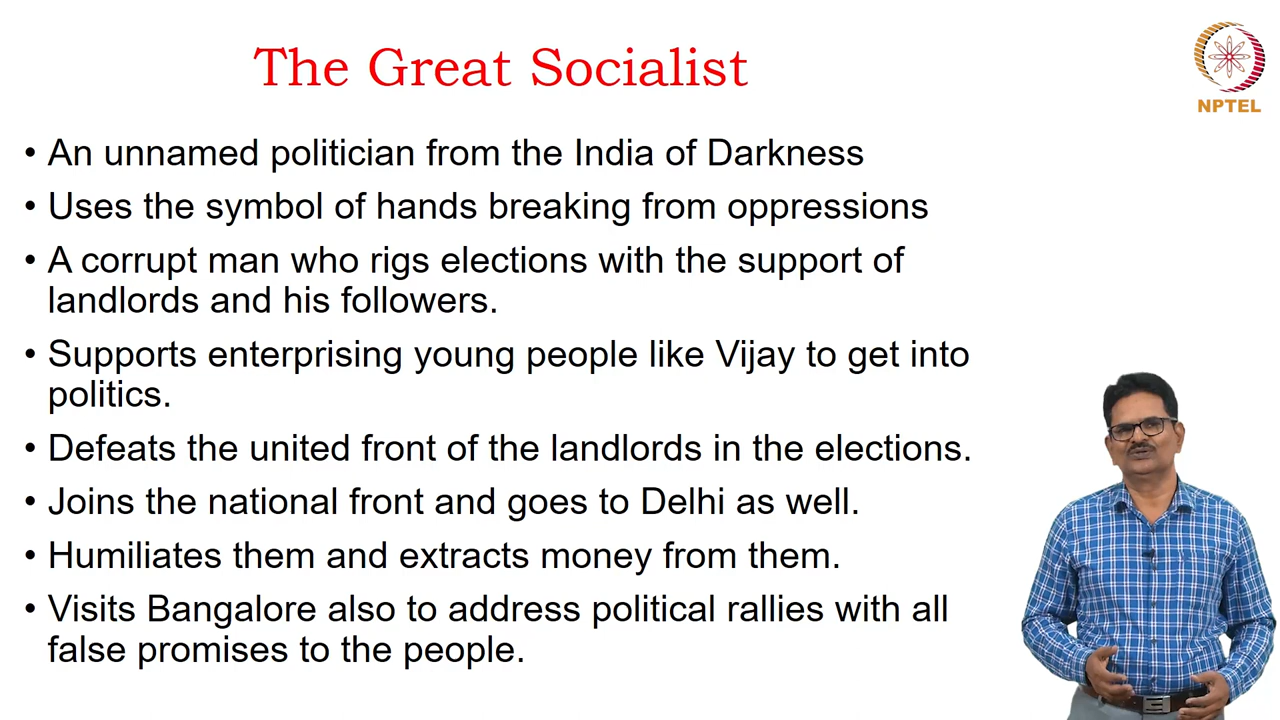 The Great Socialist
NPTEL
• An unnamed politician from the India of Darkness
• Uses the symbol of hands breaking from oppressions
• A corrupt man who rigs elections with the support of
landlords and his followers.
• Supports enterprising young people like Vijay to get into
politics.
• Defeats the united front of the landlords in the elections.
• Joins the national front and goes to Delhi as well.
• Humiliates them and extracts money from them.
• Visits Bangalore also to address political rallies with all
false promises to the people.